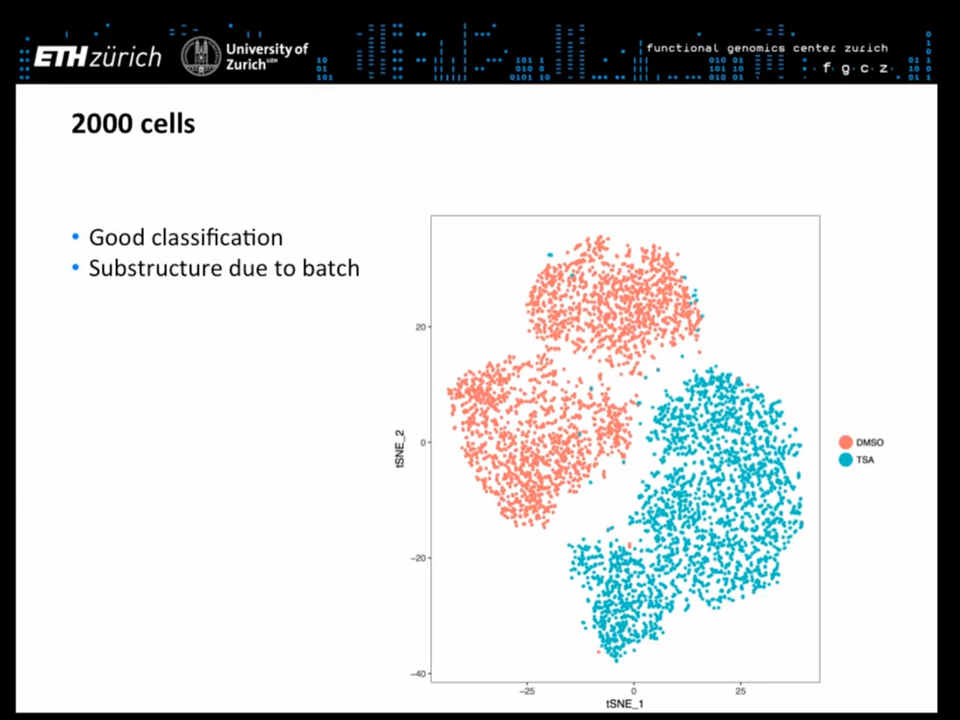 ETH zürich
University of
Zurich UZH
functional genomics center zurich
f g c z
2000 cells
• Good classification
• Substructure due to batch
20
0
−20
−40
tSNE_2
−25
0
25
tSNE_1
DMSO
TSA